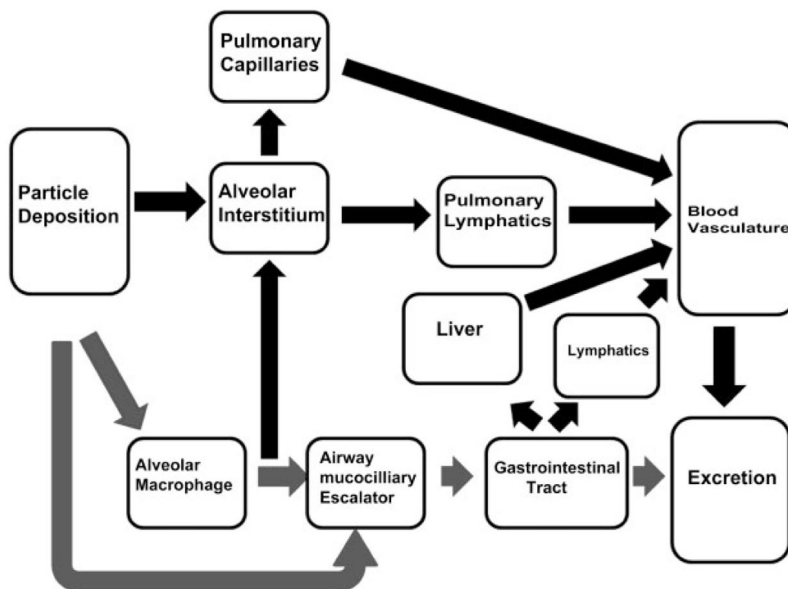 Pulmonary
Capillaries
Particle
Deposition
Alveolar
Interstitium
Pulmonary
Lymphatics
Blood
Vasculature
Liver
Lymphatics
Alveolar
Macrophage
Airway
mucocilliary
Escalator
Gastrointestinal
Tract
Excretion